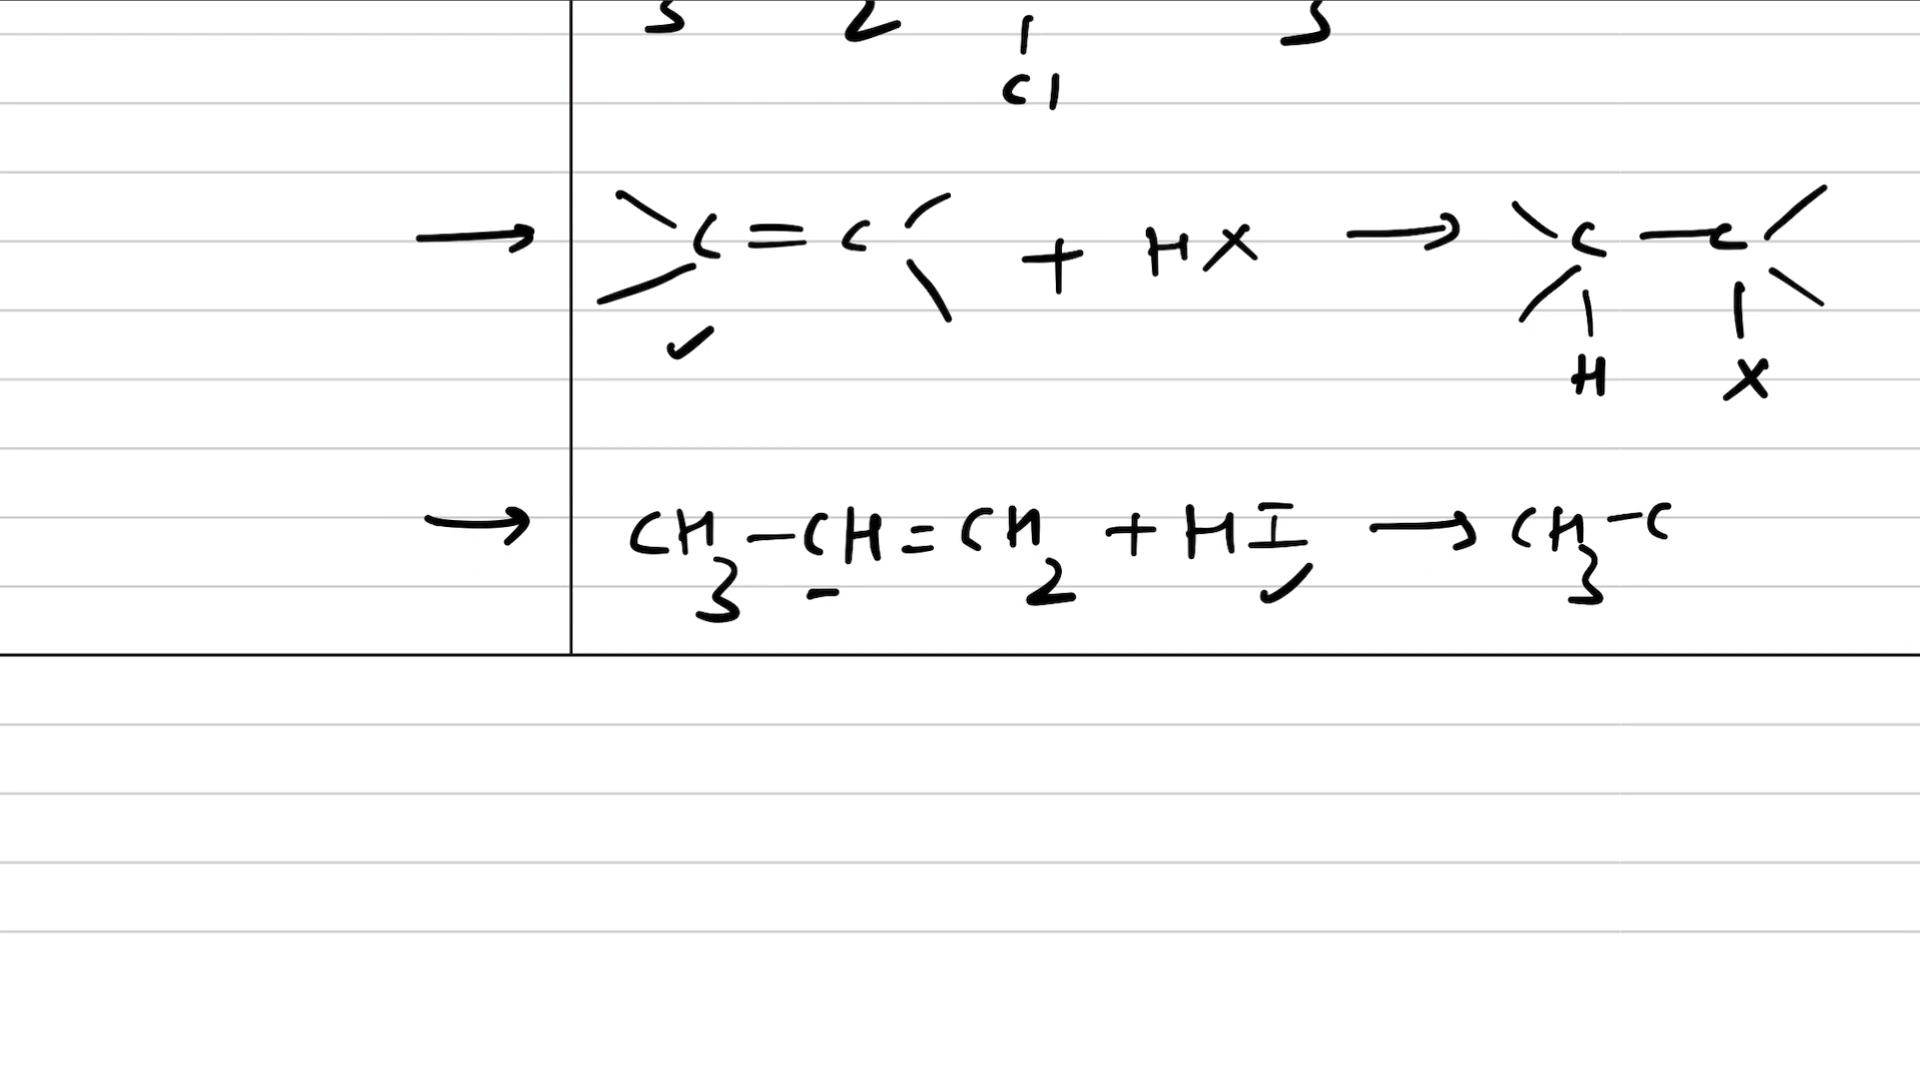 3 2 3
Cl
C = C + HX → C — C
H X
→ CH3 – CH = CH2 + HI → CH3 – C